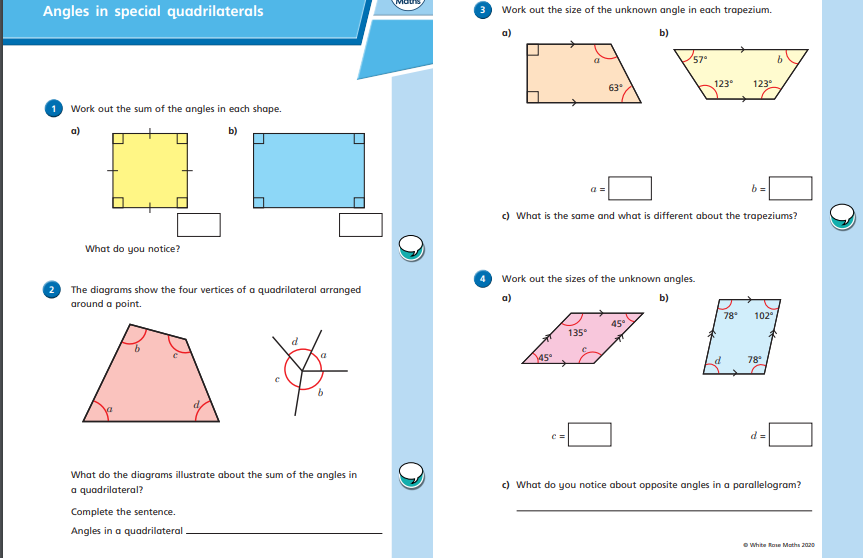 Maths
Angles in special quadrilaterals
1 Work out the sum of the angles in each shape.
a) b)
What do you notice?
2 The diagrams show the four vertices of a quadrilateral arranged
around a point.
b c
a d
d a
c b
What do the diagrams illustrate about the sum of the angles in
a quadrilateral?
Complete the sentence.
Angles in a quadrilateral
3 Work out the size of the unknown angle in each trapezium.
a) b)
a 63°
57° b
123° 123°
a = b =
c) What is the same and what is different about the trapeziums?
4 Work out the sizes of the unknown angles.
a) b)
135° 45°
45° c
78° 102°
d 78°
c = d =
c) What do you notice about opposite angles in a parallelogram?
© White Rose Maths 2020